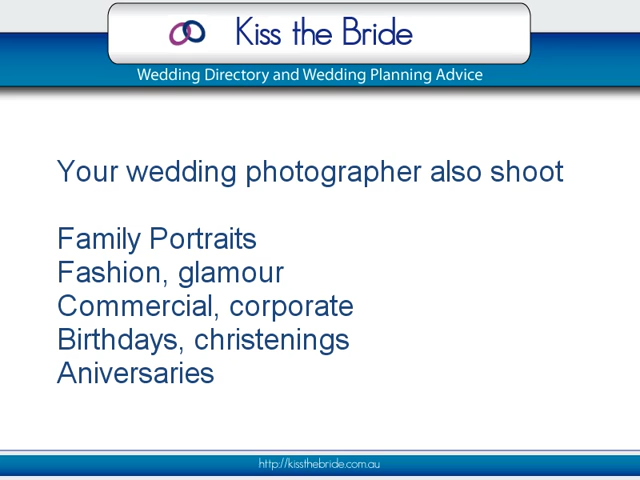 Kiss the Bride
Wedding Directory and Wedding Planning Advice
Your wedding photographer also shoot
Family Portraits
Fashion, glamour
Commercial, corporate
Birthdays, christenings
Aniversaries
http://kissthebride.com.au